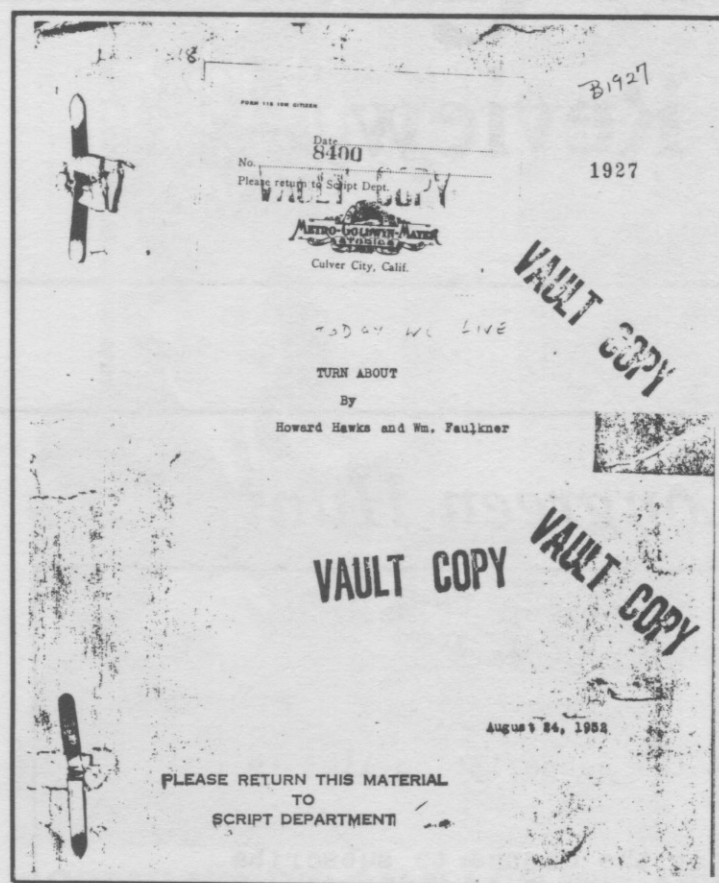 B1927
FORM 112 10M CITIZEN
Date
8400
No.
1927
Please return to Script Dept.
VAULT COPY
METRO-GOLDWYN-MAYER
STUDIOS
Culver City, Calif.
VAULT COPY
TODAY WE LIVE
TURN ABOUT
By
Howard Hawks and Wm. Faulkner
VAULT COPY
VAULT COPY
August 24, 1932
PLEASE RETURN THIS MATERIAL
TO
SCRIPT DEPARTMENT